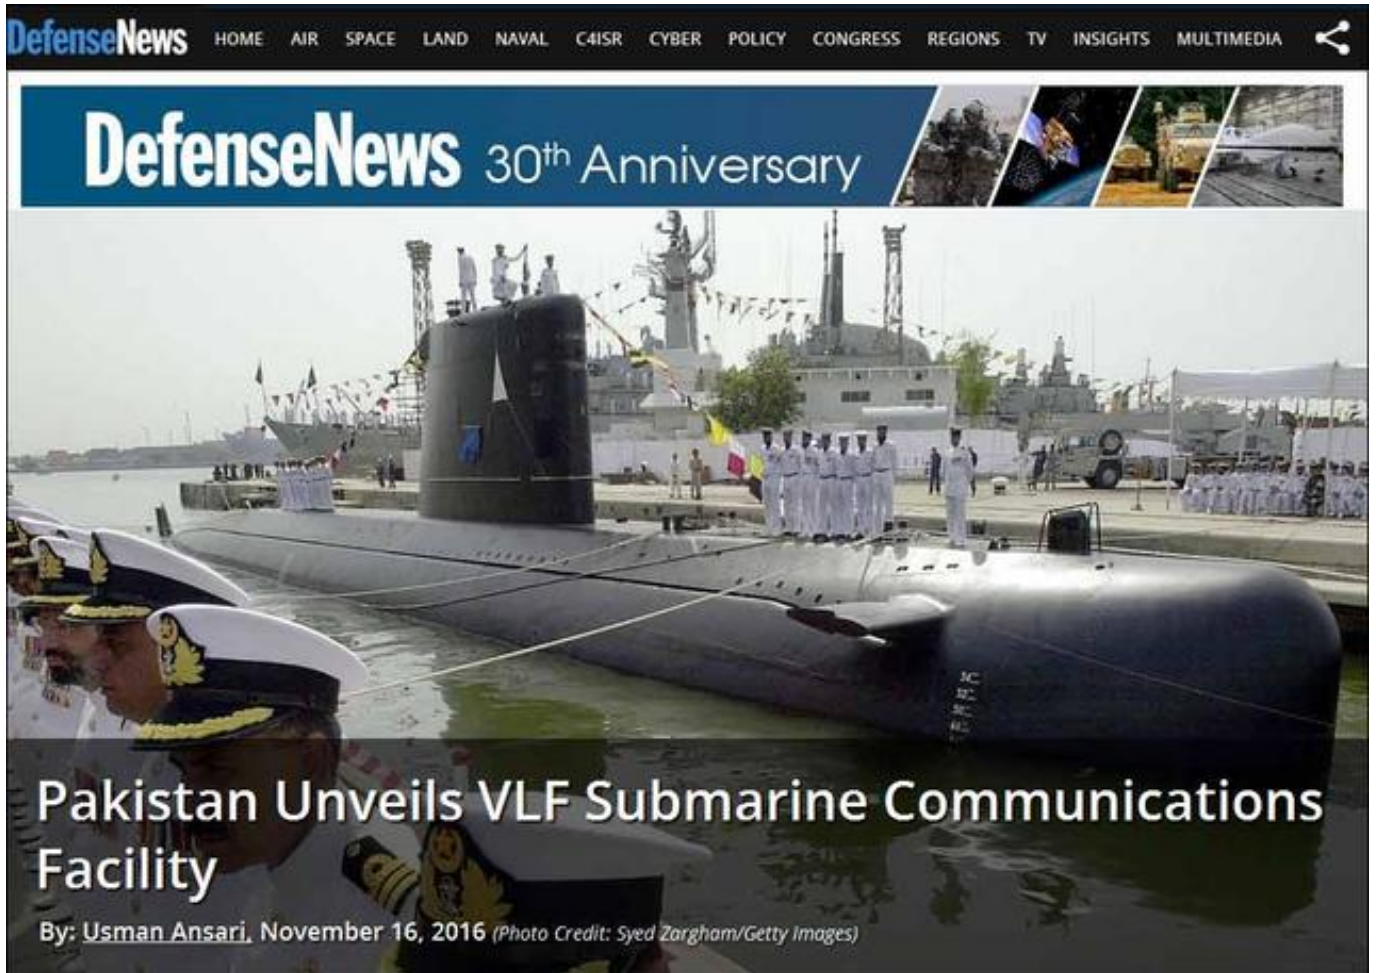 DefenseNews HOME AIR SPACE LAND NAVAL C4ISR CYBER POLICY CONGRESS REGIONS TV INSIGHTS MULTIMEDIA
DefenseNews 30th Anniversary
Pakistan Unveils VLF Submarine Communications
Facility
By: Usman Ansari, November 16, 2016 (Photo Credit: Syed Zargham/Getty Images)